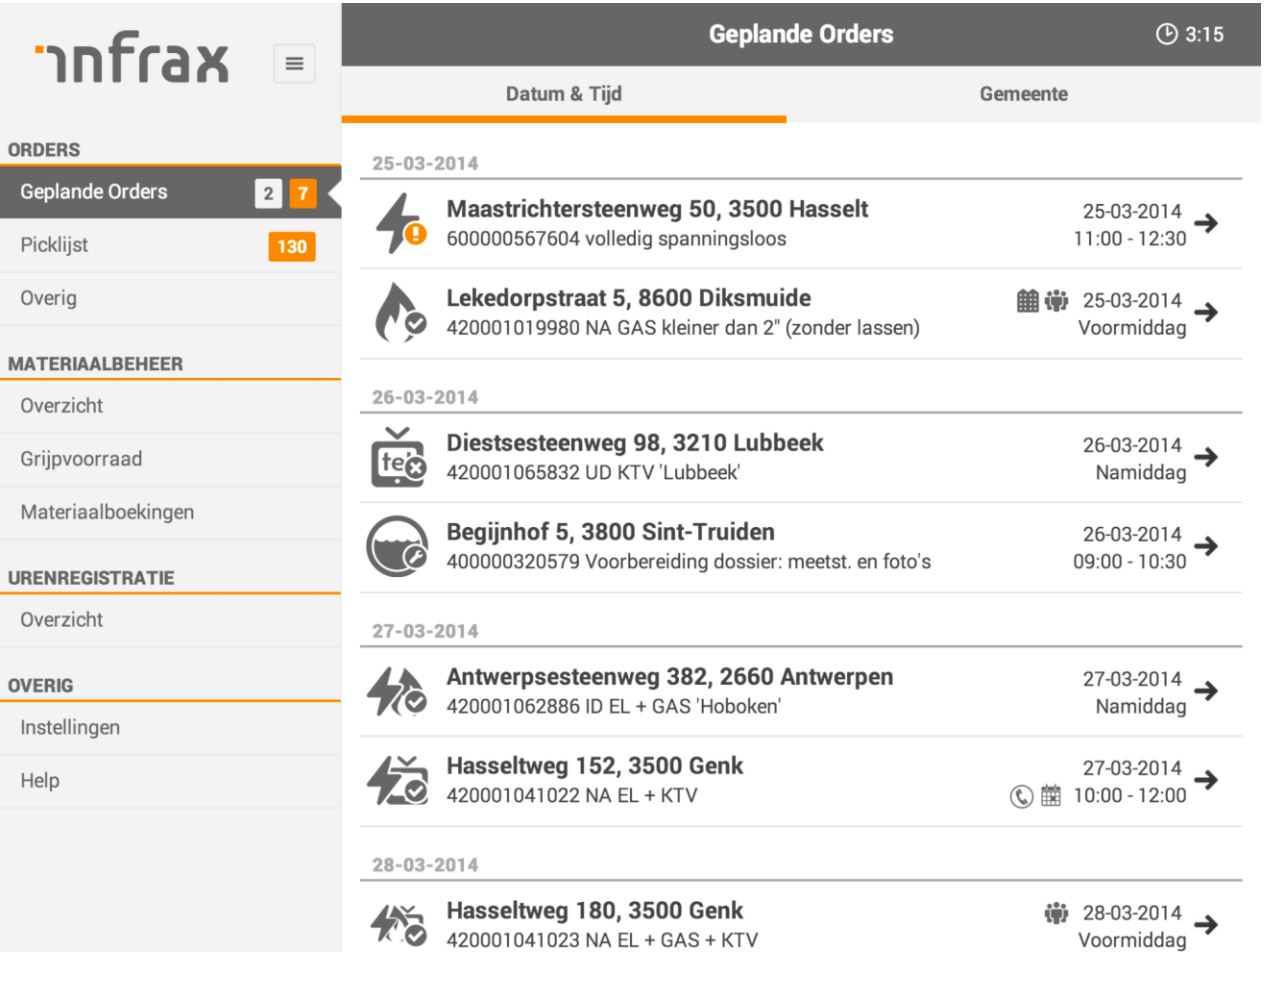 infrax
ORDERS
Geplande Orders 2 7
Picklijst 130
Overig
MATERIAALBEHEER
Overzicht
Grijpvoorraad
Materiaalboekingen
URENREGISTRATIE
Overzicht
OVERIG
Instellingen
Help
Geplande Orders 3:15
Datum & Tijd Gemeente
25-03-2014
Maastrichtersteenweg 50, 3500 Hasselt 25-03-2014
600000567604 volledig spanningsloos 11:00 - 12:30
Lekedorpstraat 5, 8600 Diksmuide 25-03-2014
420001019980 NA GAS kleiner dan 2" (zonder lassen) Voormiddag
26-03-2014
Diestsesteenweg 98, 3210 Lubbeek 26-03-2014
420001065832 UD KTV 'Lubbeek' Namiddag
Begijnhof 5, 3800 Sint-Truiden 26-03-2014
400000320579 Voorbereiding dossier: meetst. en foto's 09:00 - 10:30
27-03-2014
Antwerpsesteenweg 382, 2660 Antwerpen 27-03-2014
420001062886 ID EL + GAS 'Hoboken' Namiddag
Hasseltweg 152, 3500 Genk 27-03-2014
420001041022 NA EL + KTV 10:00 - 12:00
28-03-2014
Hasseltweg 180, 3500 Genk 28-03-2014
420001041023 NA EL + GAS + KTV Voormiddag